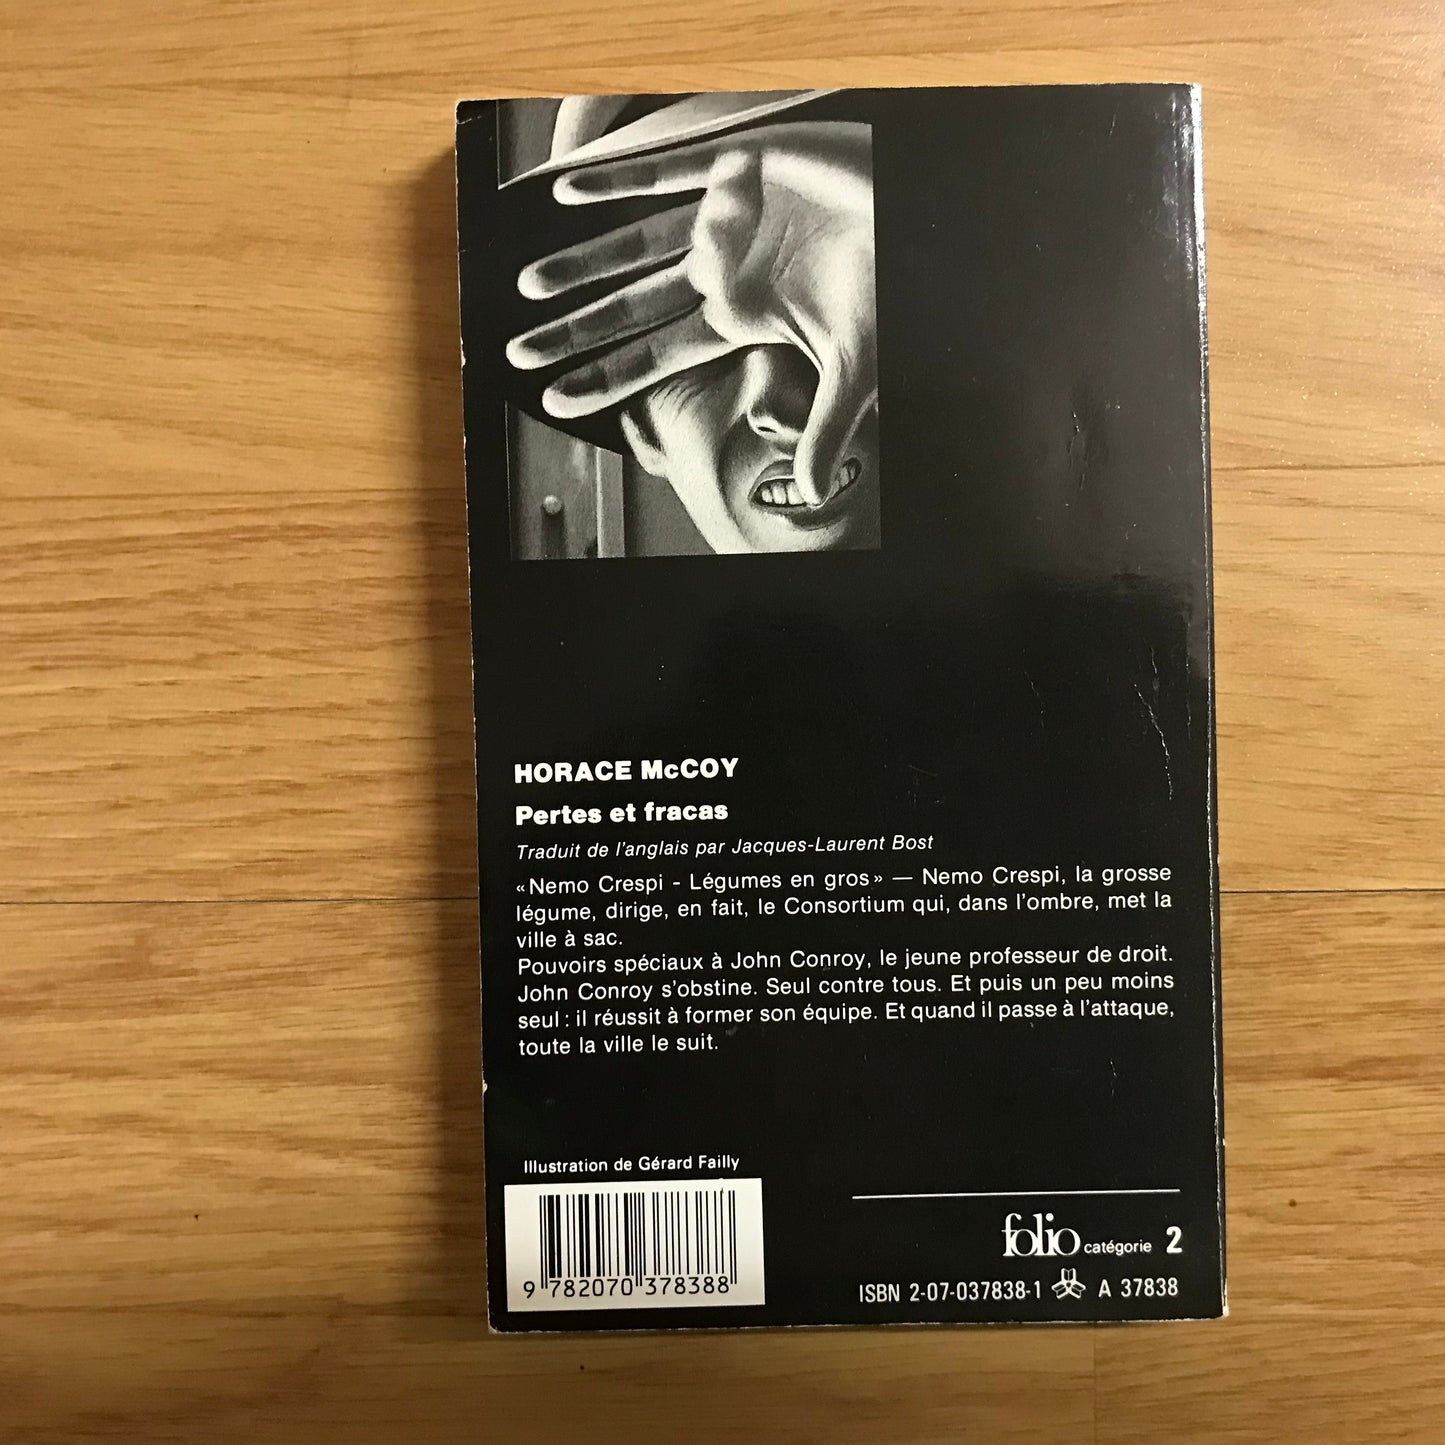 HORACE McCOY
Pertes et fracas
Traduit de l'anglais par Jacques-Laurent Bost
« Nemo Crespi - Légumes en gros » — Nemo Crespi, la grosse
légume, dirige, en fait, le Consortium qui, dans l'ombre, met la
ville à sac.
Pouvoirs spéciaux à John Conroy, le jeune professeur de droit.
John Conroy s'obstine. Seul contre tous. Et puis un peu moins
seul : il réussit à former son équipe. Et quand il passe à l'attaque,
toute la ville le suit.
Illustration de Gérard Failly
9 782070 378388
folio catégorie 2
ISBN 2-07-037838-1 A 37838